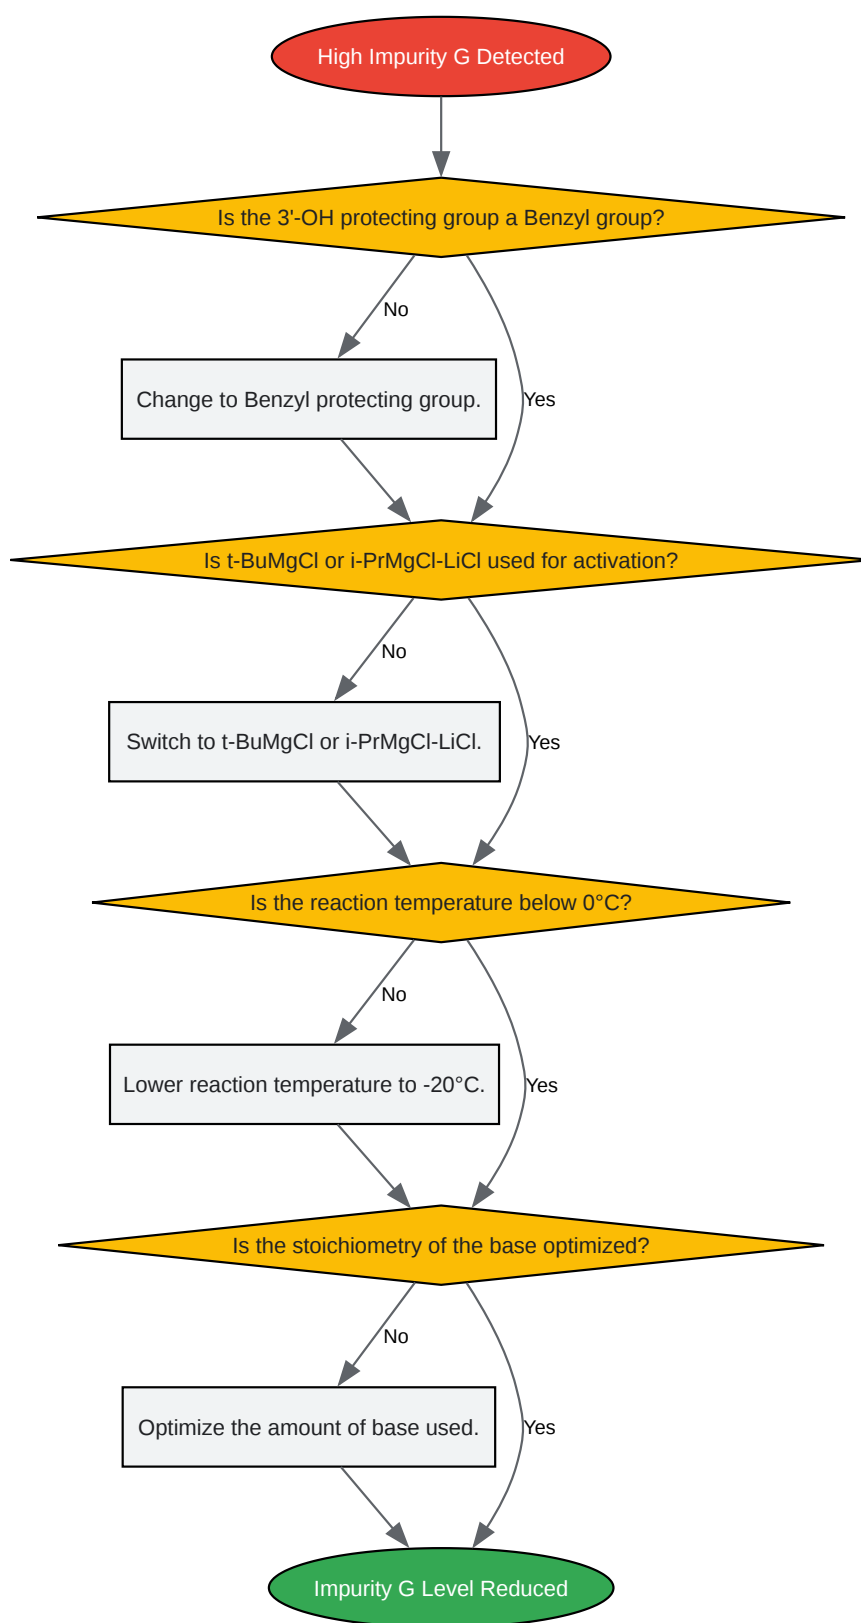 High Impurity G Detected
Is the 3'-OH protecting group a Benzyl group?
No
Change to Benzyl protecting group.
Yes
Is t-BuMgCl or i-PrMgCl-LiCl used for activation?
No
Switch to t-BuMgCl or i-PrMgCl-LiCl.
Yes
Is the reaction temperature below 0°C?
No
Lower reaction temperature to -20°C.
Yes
Is the stoichiometry of the base optimized?
No
Optimize the amount of base used.
Yes
Impurity G Level Reduced